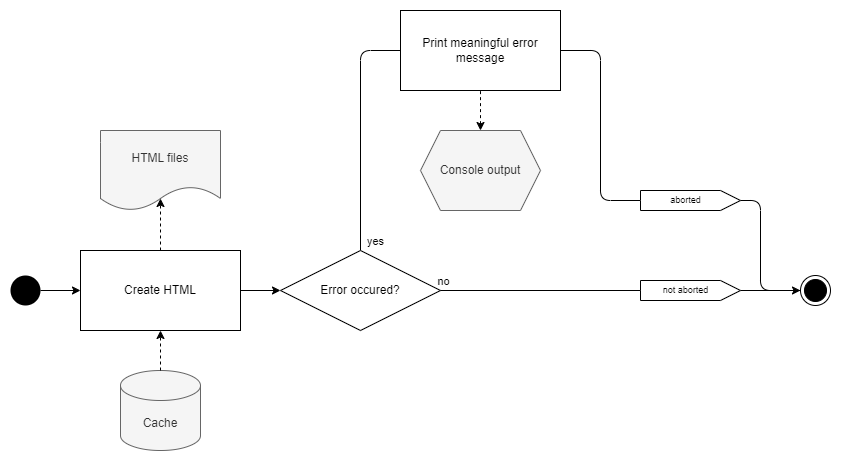 Print meaningful error
message
HTML files
Console output
aborted
yes
Create HTML
Error occured?
no
not aborted
Cache